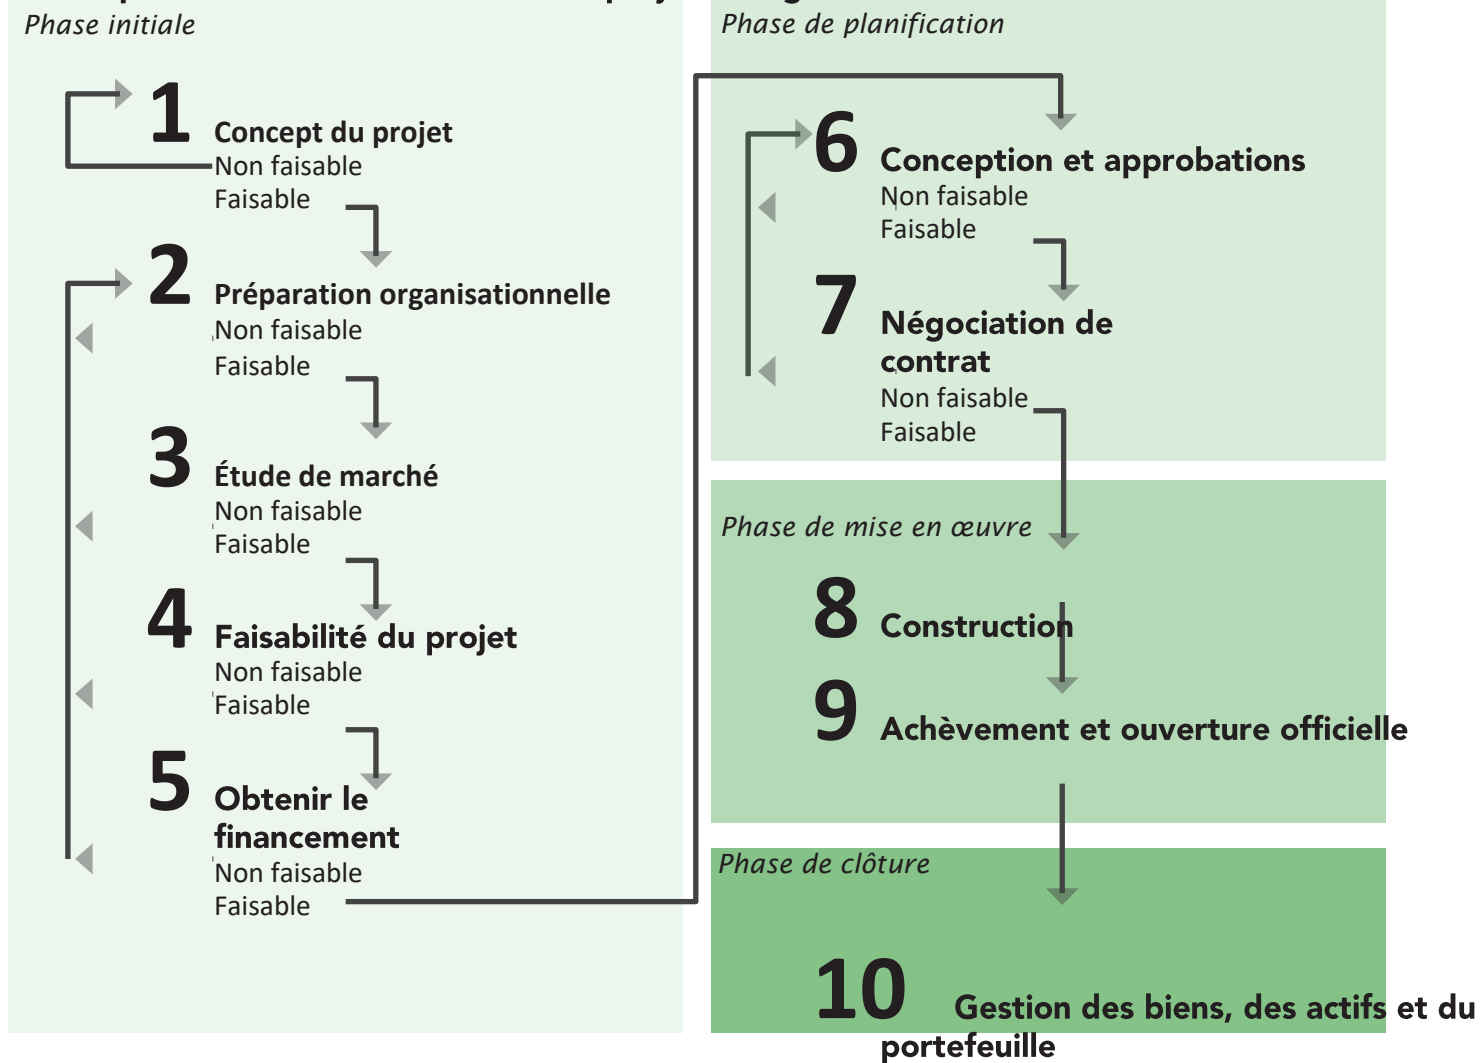 Phase initiale
1
Concept du projet
Non faisable
Faisable
2
Préparation organisationnelle
Non faisable
Faisable
3
Étude de marché
Non faisable
Faisable
4
Faisabilité du projet
Non faisable
Faisable
5
Obtenir le
financement
Non faisable
Faisable
Phase de planification
6
Conception et approbations
Non faisable
Faisable
7
Négociation de
contrat
Non faisable
Faisable
Phase de mise en œuvre
8
Construction
9
Achèvement et ouverture officielle
Phase de clôture
10
Gestion des biens, des actifs et du
portefeuille